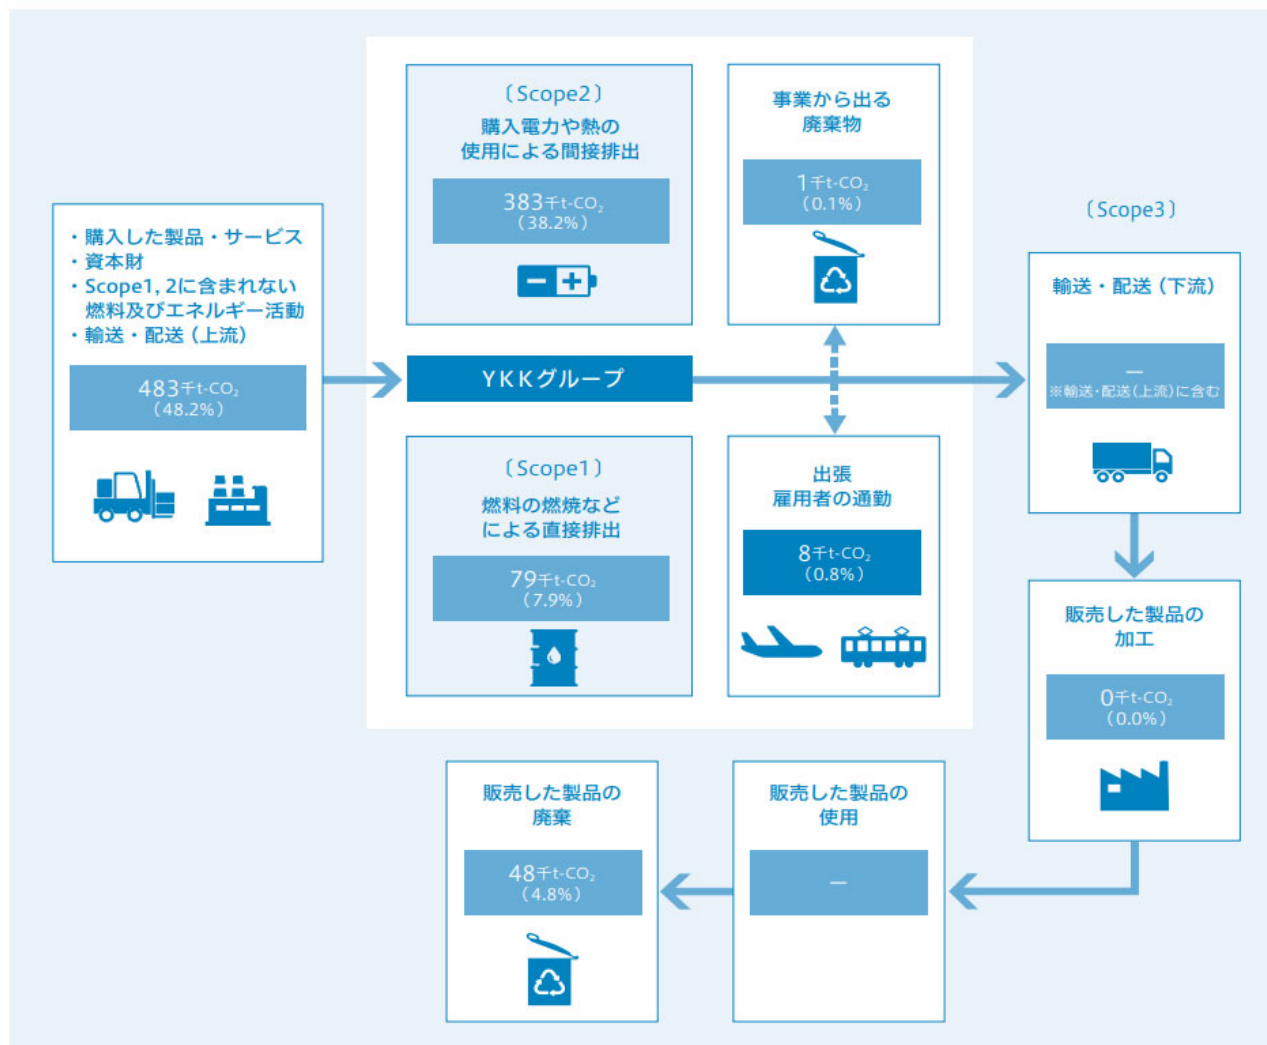 ・購入した製品・サービス
・資本財
・Scope1, 2に含まれない
燃料及びエネルギー活動
・輸送・配送（上流）
483千t-CO₂
（48.2%）
〔Scope2〕
購入電力や熱の
使用による間接排出
383千t-CO₂
（38.2%）
YKKグループ
〔Scope1〕
燃料の燃焼など
による直接排出
79千t-CO₂
（7.9%）
事業から出る
廃棄物
1千t-CO₂
（0.1%）
出張
雇用者の通勤
8千t-CO₂
（0.8%）
〔Scope3〕
輸送・配送（下流）
―
※輸送・配送（上流）に含む
販売した製品の
加工
0千t-CO₂
（0.0%）
販売した製品の
使用
―
販売した製品の
廃棄
48千t-CO₂
（4.8%）